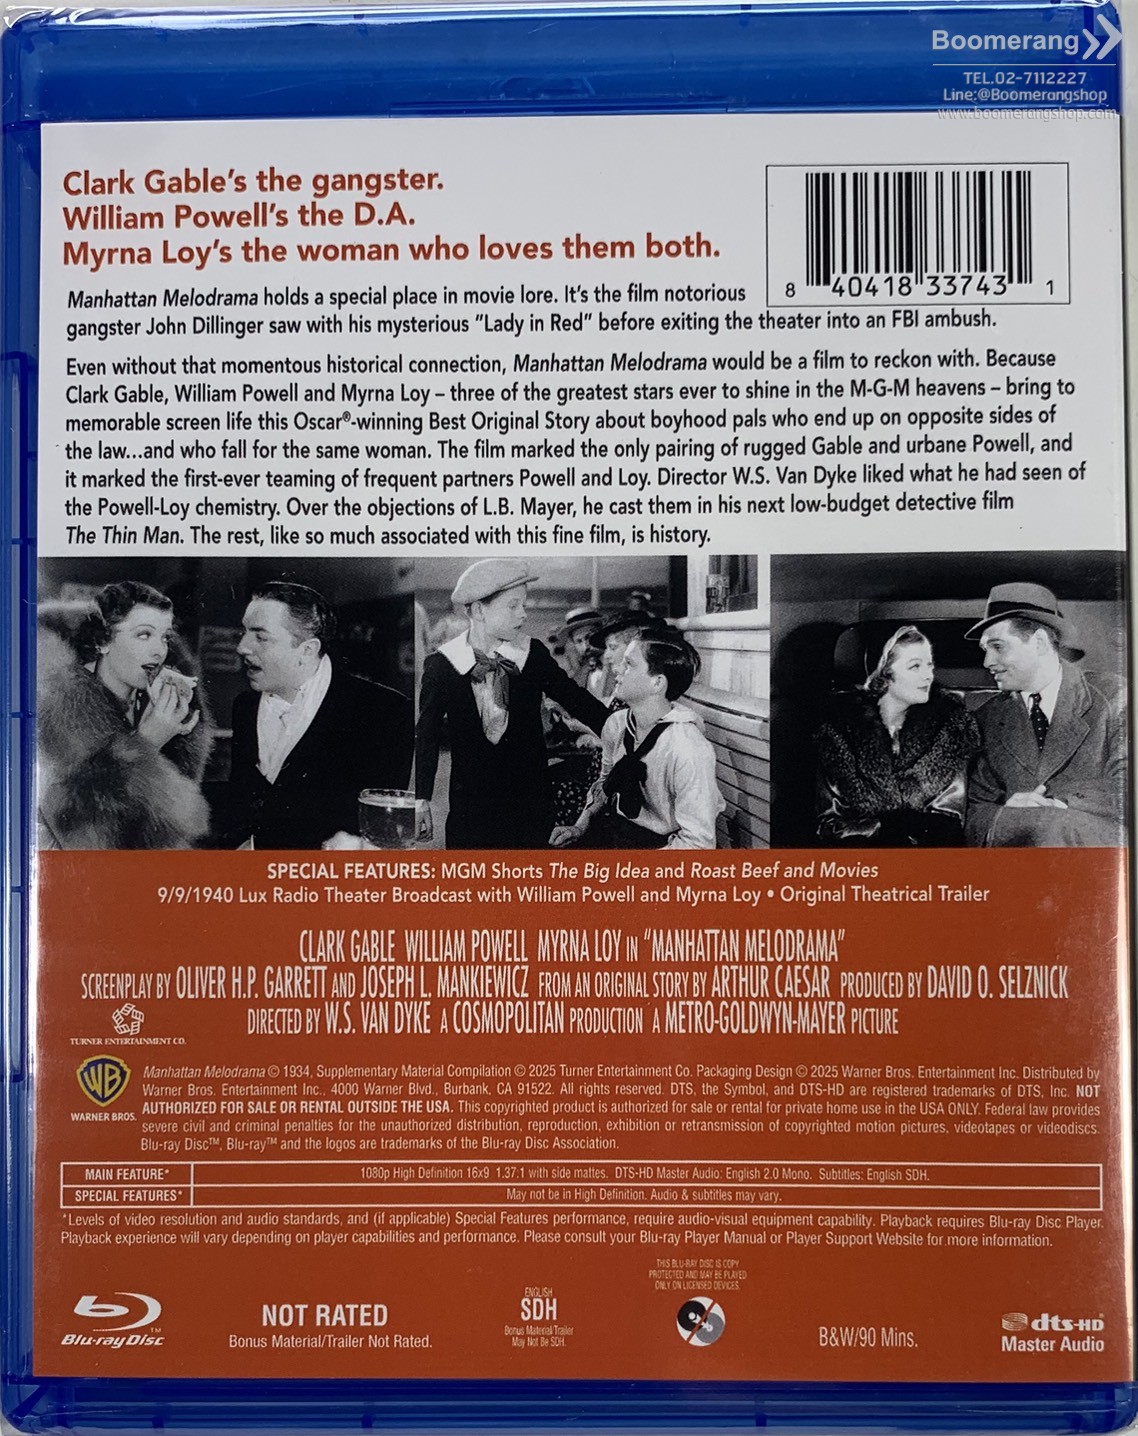 Boomerang
TEL.02-7112227
Line:@Boomerangshop
www.boomerangshop.com
Clark Gable's the gangster.
William Powell's the D.A.
Myrna Loy's the woman who loves them both.
8 40418 33743 1
Manhattan Melodrama holds a special place in movie lore. It's the film notorious
gangster John Dillinger saw with his mysterious "Lady in Red" before exiting the theater into an FBI ambush.
Even without that momentous historical connection, Manhattan Melodrama would be a film to reckon with. Because
Clark Gable, William Powell and Myrna Loy – three of the greatest stars ever to shine in the M-G-M heavens – bring to
memorable screen life this Oscar®-winning Best Original Story about boyhood pals who end up on opposite sides of
the law...and who fall for the same woman. The film marked the only pairing of rugged Gable and urbane Powell, and
it marked the first-ever teaming of frequent partners Powell and Loy. Director W.S. Van Dyke liked what he had seen of
the Powell-Loy chemistry. Over the objections of L.B. Mayer, he cast them in his next low-budget detective film
The Thin Man. The rest, like so much associated with this fine film, is history.
SPECIAL FEATURES: MGM Shorts The Big Idea and Roast Beef and Movies
9/9/1940 Lux Radio Theater Broadcast with William Powell and Myrna Loy • Original Theatrical Trailer
CLARK GABLE WILLIAM POWELL MYRNA LOY IN "MANHATTAN MELODRAMA"
SCREENPLAY BY OLIVER H.P. GARRETT AND JOSEPH L. MANKIEWICZ FROM AN ORIGINAL STORY BY ARTHUR CAESAR PRODUCED BY DAVID O. SELZNICK
DIRECTED BY W.S. VAN DYKE A COSMOPOLITAN PRODUCTION A METRO-GOLDWYN-MAYER PICTURE
TURNER ENTERTAINMENT CO.
WB
WARNER BROS.
Manhattan Melodrama © 1934, Supplementary Material Compilation © 2025 Turner Entertainment Co. Packaging Design © 2025 Warner Bros. Entertainment Inc. Distributed by
Warner Bros. Entertainment Inc., 4000 Warner Blvd., Burbank, CA 91522. All rights reserved. DTS, the Symbol, and DTS-HD are registered trademarks of DTS, Inc. NOT
AUTHORIZED FOR SALE OR RENTAL OUTSIDE THE USA. This copyrighted product is authorized for sale or rental for private home use in the USA ONLY. Federal law provides
severe civil and criminal penalties for the unauthorized distribution, reproduction, exhibition or retransmission of copyrighted motion pictures, videotapes or videodiscs.
Blu-ray Disc™, Blu-ray™ and the logos are trademarks of the Blu-ray Disc Association.
MAIN FEATURE* 1080p High Definition 16x9 1.37:1 with side mattes. DTS-HD Master Audio: English 2.0 Mono. Subtitles: English SDH.
SPECIAL FEATURES* May not be in High Definition. Audio & subtitles may vary.
*Levels of video resolution and audio standards, and (if applicable) Special Features performance, require audio-visual equipment capability. Playback requires Blu-ray Disc Player.
Playback experience will vary depending on player capabilities and performance. Please consult your Blu-ray Player Manual or Player Support Website for more information.
THIS BLU-RAY DISC IS COPY
PROTECTED AND MAY BE PLAYED
ONLY ON LICENSED DEVICES.
Blu-ray Disc™
NOT RATED
Bonus Material/Trailer Not Rated.
ENGLISH
SDH
Bonus Material/Trailer
May Not Be SDH.
B&W/90 Mins.
dts-HD
Master Audio